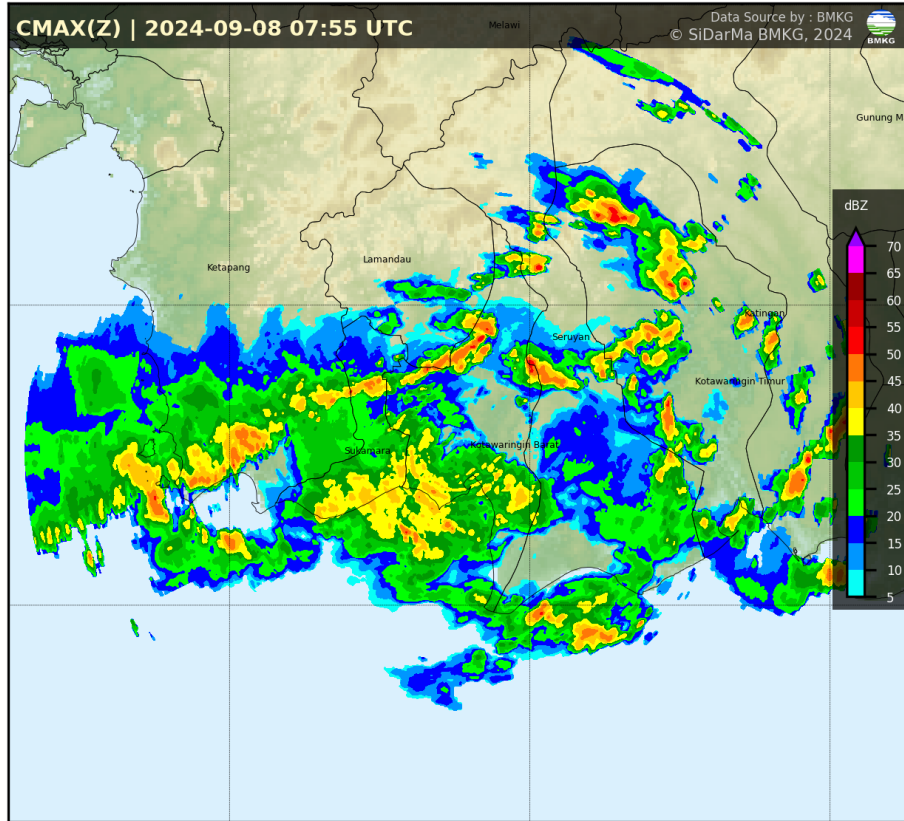 CMAX(Z) | 2024-09-08 07:55 UTC
Melawi
Data Source by : BMKG
© SiDarMa BMKG, 2024
BMKG
Gunung M
dBZ
Ketapang
Lamandau
Katingan
Seruyan
Kotawaringin Timur
Sukamara
Kotawaringin Barat
70
65
60
55
50
45
40
35
30
25
20
15
10
5